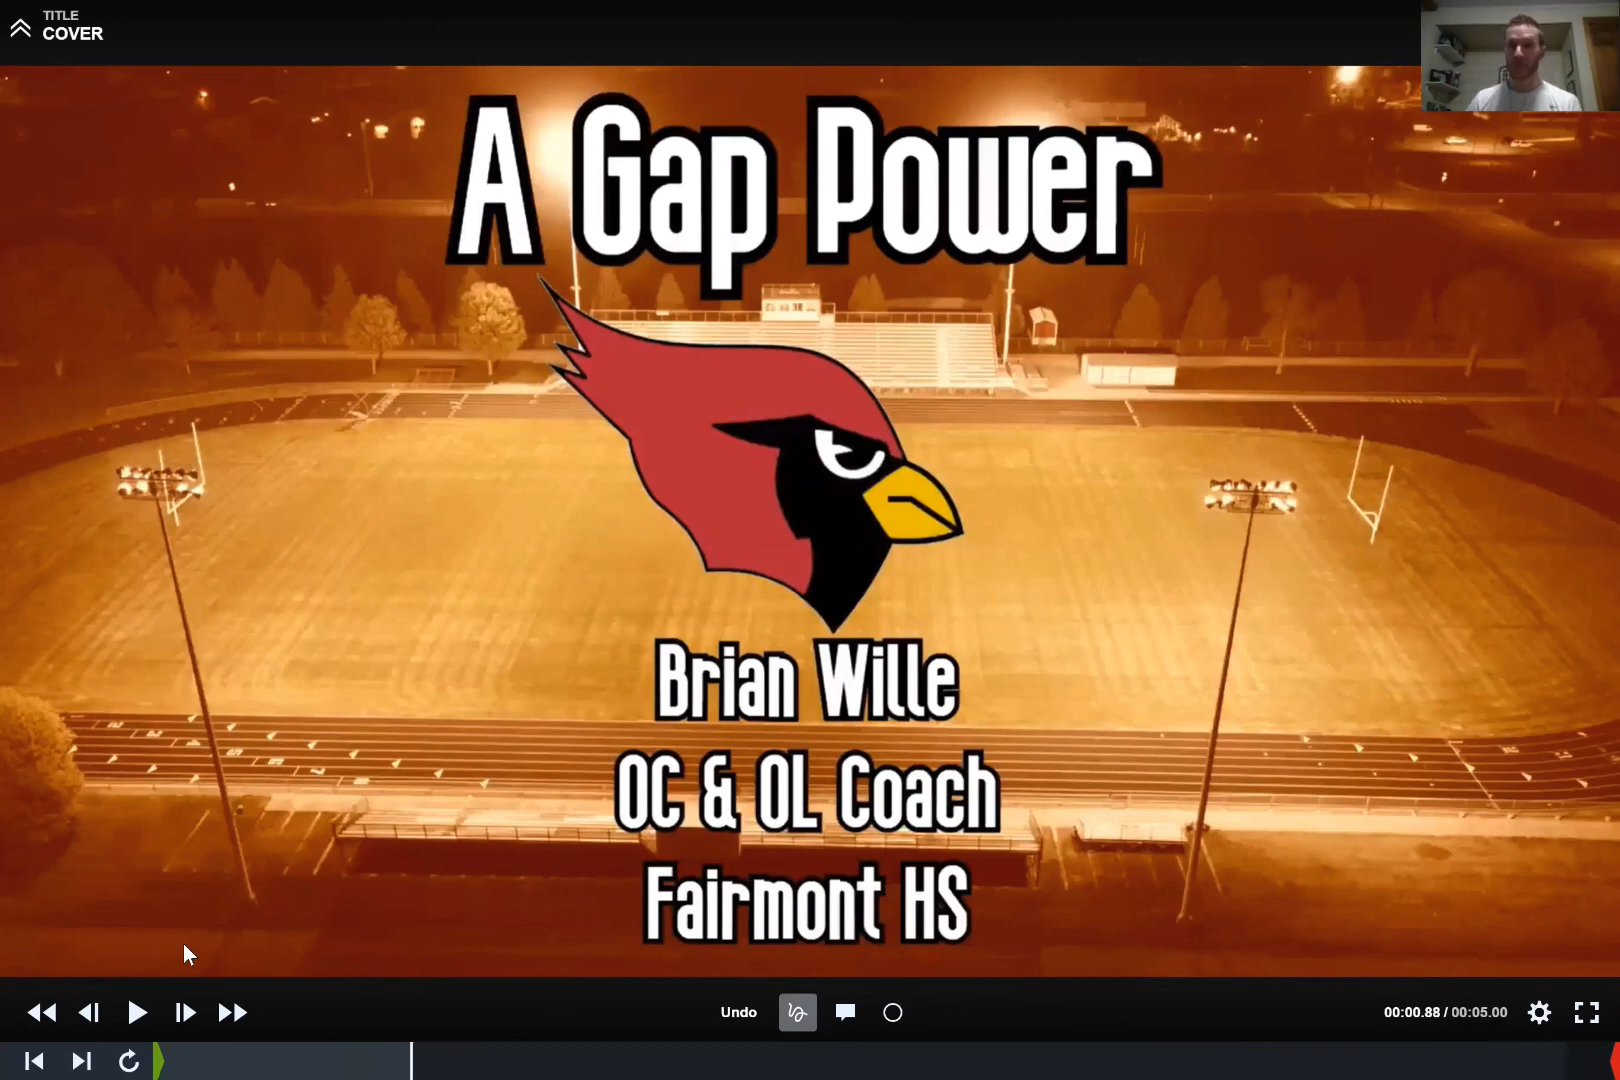 TITLE
COVER
A Gap Power
Brian Wille
OC & OL Coach
Fairmont HS
Undo
00:00.88 / 00:05.00